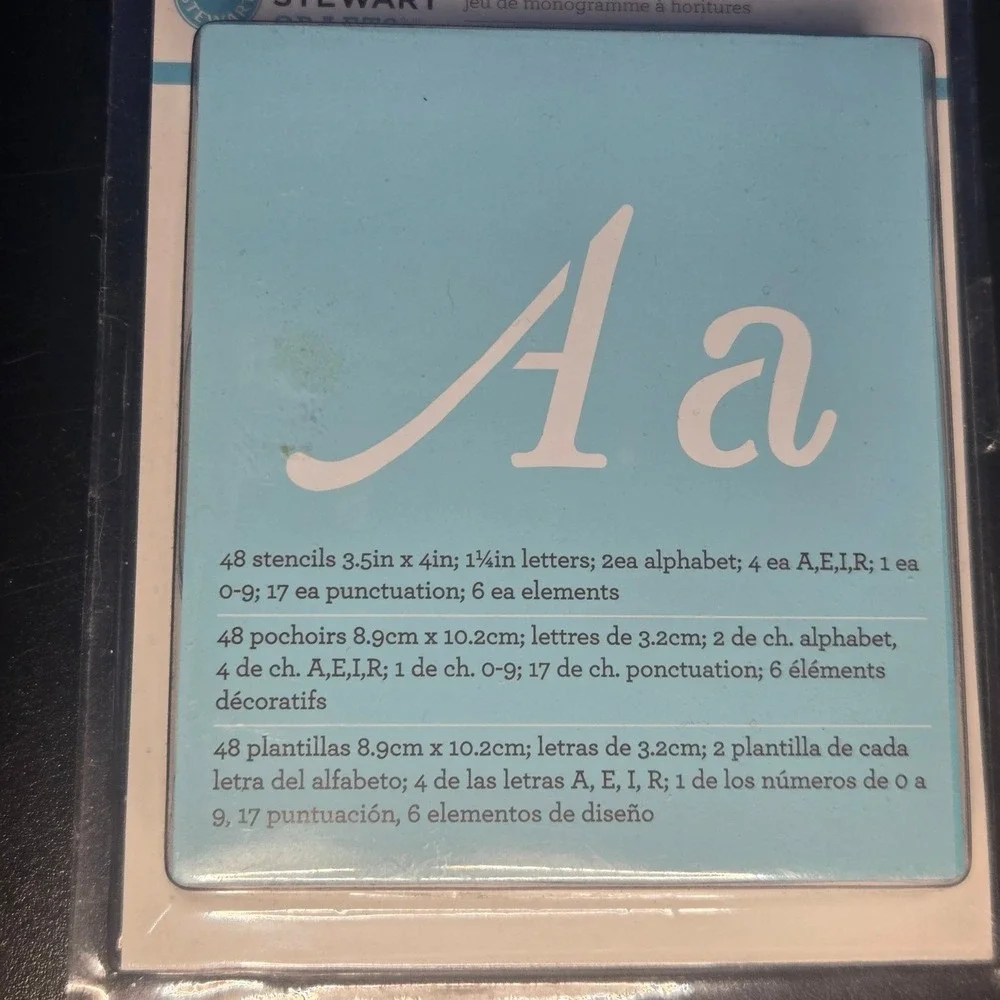 STEWART jeu de monogramme à fioritures
STEWART
CRAFTS
A a
48 stencils 3.5in x 4in; 1¼in letters; 2ea alphabet; 4 ea A,E,I,R; 1 ea
0-9; 17 ea punctuation; 6 ea elements
48 pochoirs 8.9cm x 10.2cm; lettres de 3.2cm; 2 de ch. alphabet,
4 de ch. A,E,I,R; 1 de ch. 0-9; 17 de ch. ponctuation; 6 éléments
décoratifs
48 plantillas 8.9cm x 10.2cm; letras de 3.2cm; 2 plantilla de cada
letra del alfabeto; 4 de las letras A, E, I, R; 1 de los números de 0 a
9, 17 puntuación, 6 elementos de diseño